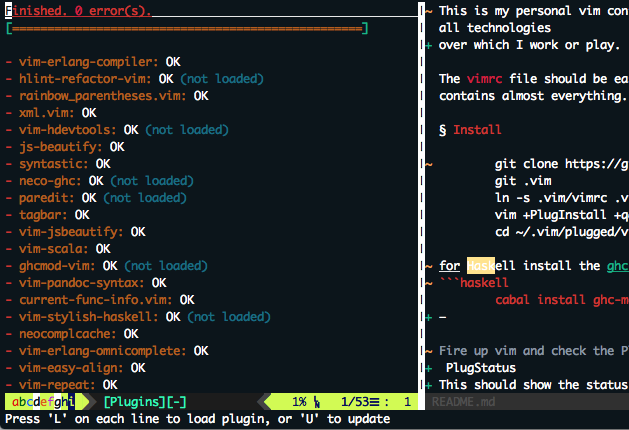 Finished. 0 error(s).
[==================================================]
- vim-erlang-compiler: OK
- hlint-refactor-vim: OK (not loaded)
- rainbow_parentheses.vim: OK
- xml.vim: OK
- vim-hdevtools: OK (not loaded)
- js-beautify: OK
- syntastic: OK
- neco-ghc: OK (not loaded)
- paredit: OK (not loaded)
- tagbar: OK
- vim-jsbeautify: OK
- vim-scala: OK
- ghcmod-vim: OK (not loaded)
- vim-pandoc-syntax: OK
- current-func-info.vim: OK
- vim-stylish-haskell: OK (not loaded)
- neocomplcache: OK
- vim-erlang-omnicomplete: OK
- vim-easy-align: OK
- vim-repeat: OK
abcdefghi [Plugins][-] 1% 1/53 : 1
Press 'L' on each line to load plugin, or 'U' to update
~ This is my personal vim con
all technologies
+ over which I work or play.
The vimrc file should be ea
contains almost everything.
§ Install
~ git clone https://g
git .vim
ln -s .vim/vimrc .v
vim +PlugInstall +q
cd ~/.vim/plugged/v
~ for Haskell install the ghc
~ ```haskell
cabal install ghc-m
+ –
~ Fire up vim and check the P
+ PlugStatus
+ This should show the status
README.md